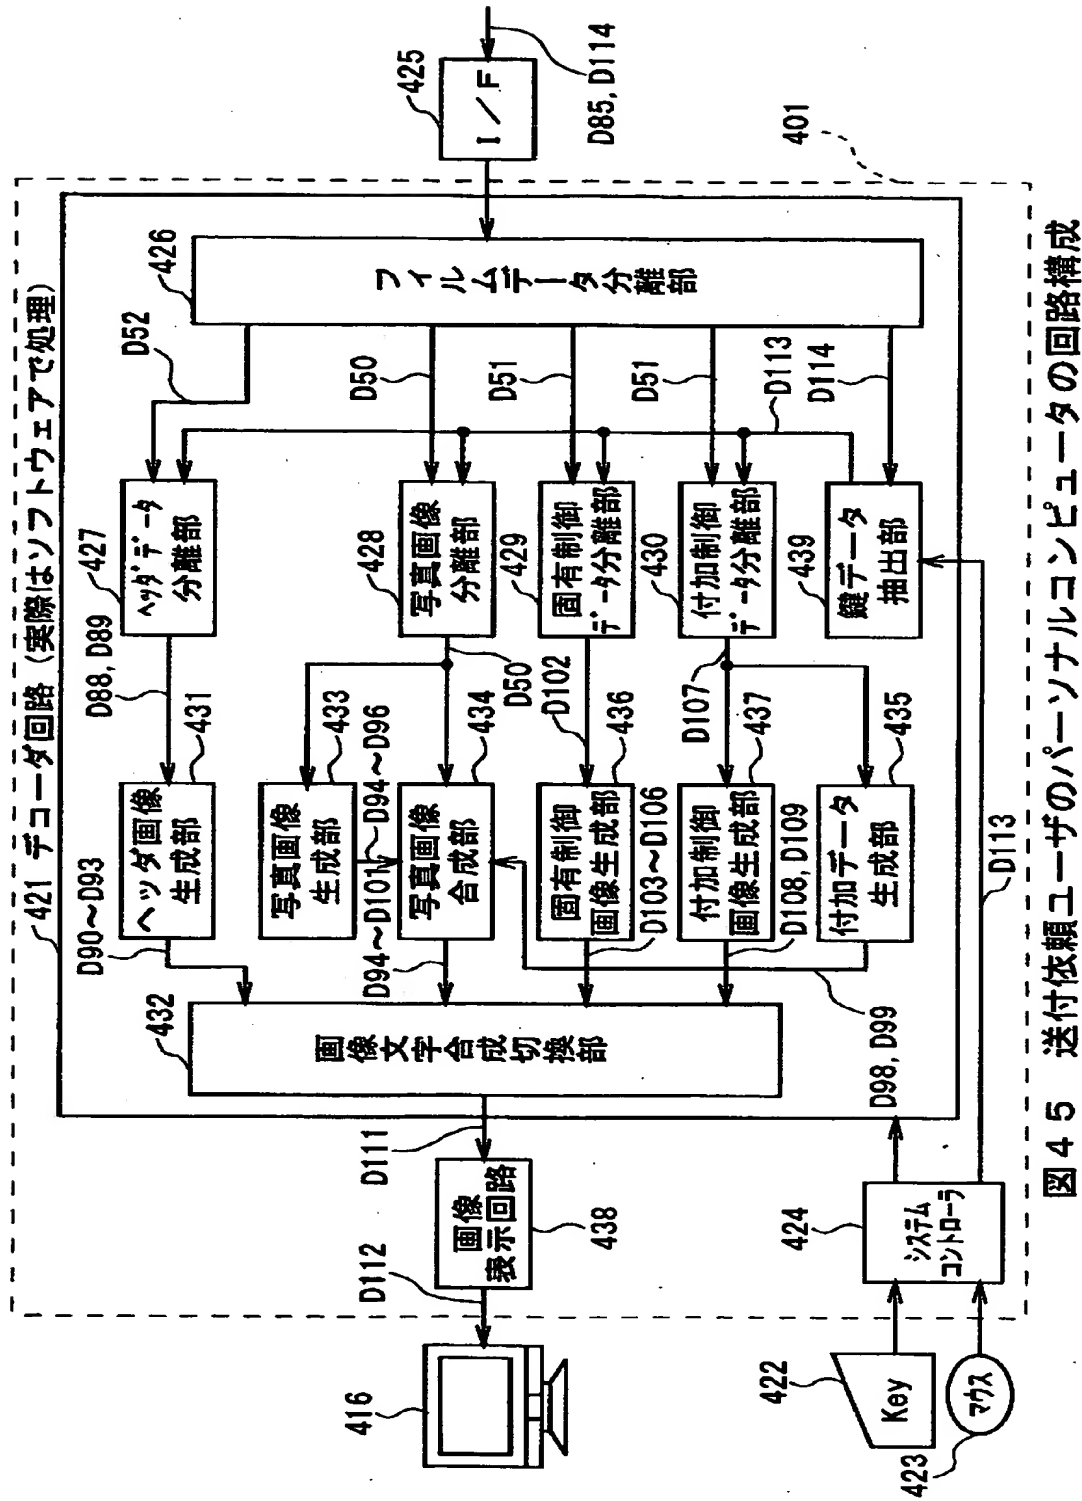 421 デコーダ回路(実際はソフトウェアで処理)
D90~D93
D88, D89
427
D52
426
432
431
ヘッダ画像
生成部
ヘッダデータ
分離部
433
写真画像
生成部
D101
D94~D96
D94~D101
434
写真画像
合成部
D50
428
写真画像
分離部
D50
425
I/F
D85, D114
フィルムデータ分離部
画像文字合成切換部
D111
D112
416
画像
表示回路
438
D102
436
固有制御
画像生成部
D103~D106
429
固有制御
データ分離部
D51
D107
437
付加制御
画像生成部
D108, D109
430
付加制御
データ分離部
D51
D113
D114
435
付加データ
生成部
439
鍵データ
抽出部
401
D98, D99
D113
424
システム
コントローラ
422
Key
423
マウス
図45 送付依頼ユーザのパーソナルコンピュータの回路構成